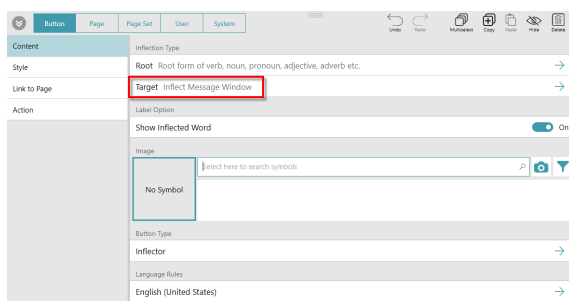 Button Page Page Set User System Undo Redo Multiselect Copy Paste Hide Delete
Content
Style
Link to Page
Action
Inflection Type
Root Root form of verb, noun, pronoun, adjective, adverb etc.
Target Inflect Message Window
Label Option
Show Inflected Word On
Image
No Symbol
Select here to search symbols
Button Type
Inflector
Language Rules
English (United States)